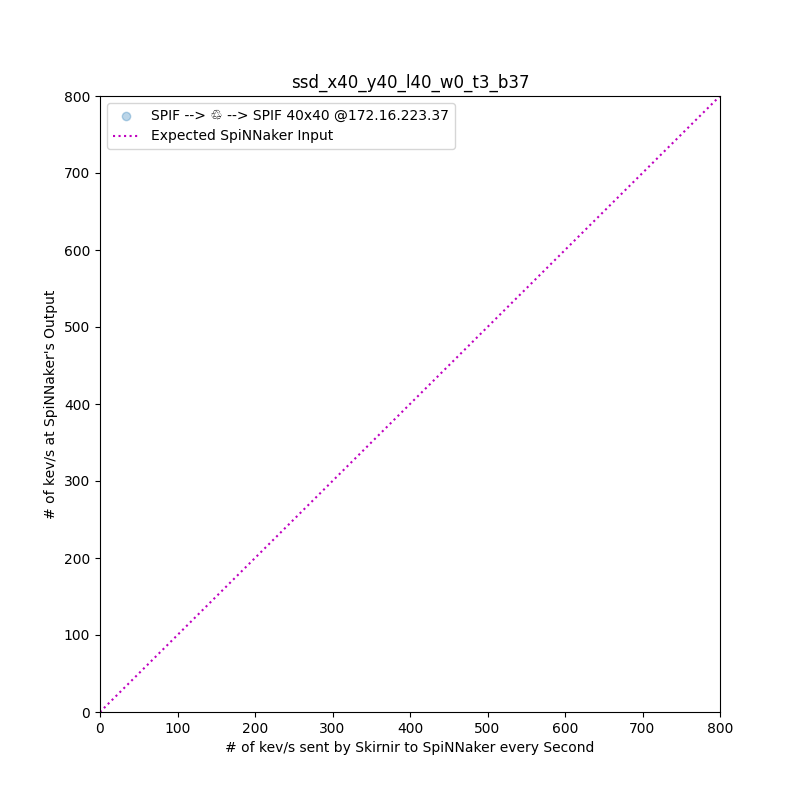 ssd_x40_y40_l40_w0_t3_b37
SPIF --> ♲ --> SPIF 40x40 @172.16.223.37
Expected SpiNNaker Input
800
700
600
500
400
300
200
100
0
# of kev/s at SpiNNaker's Output
0 100 200 300 400 500 600 700 800
# of kev/s sent by Skirnir to SpiNNaker every Second